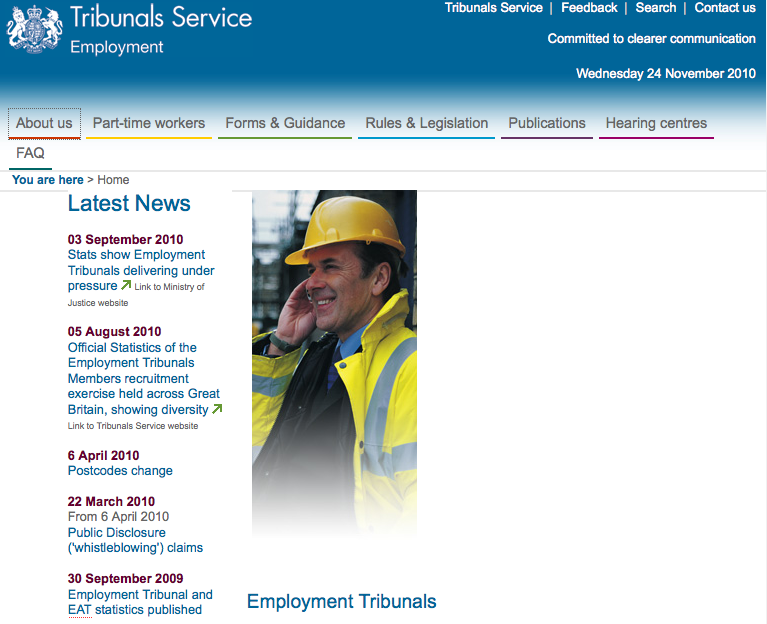 Tribunals Service
Employment
Tribunals Service | Feedback | Search | Contact us
Committed to clearer communication
Wednesday 24 November 2010
About us
Part-time workers
Forms & Guidance
Rules & Legislation
Publications
Hearing centres
FAQ
You are here > Home
Latest News
03 September 2010
Stats show Employment
Tribunals delivering under
pressure Link to Ministry of
Justice website
05 August 2010
Official Statistics of the
Employment Tribunals
Members recruitment
exercise held across Great
Britain, showing diversity
Link to Tribunals Service website
6 April 2010
Postcodes change
22 March 2010
From 6 April 2010
Public Disclosure
('whistleblowing') claims
30 September 2009
Employment Tribunal and
EAT statistics published
Employment Tribunals